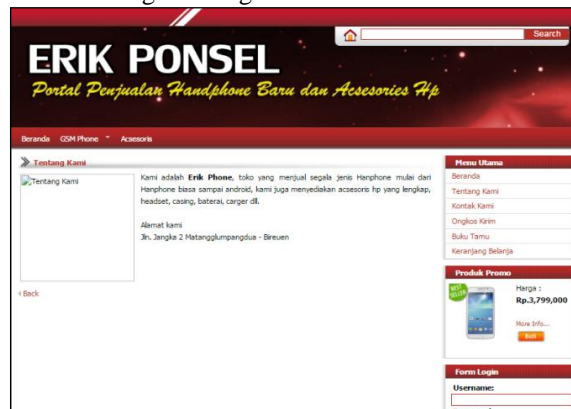 Search
ERIK PONSEL
Portal Penjualan Handphone Baru dan Acsesories Hp
Beranda GSM Phone Acsesoris
Tentang Kami
Tentang Kami
Kami adalah Erik Phone, toko yang menjual segala jenis Hanphone mulai dari
Hanphone biasa sampai android, kami juga menyediakan acsesoris hp yang lengkap,
headset, casing, baterai, carger dll.
Alamat kami
Jln. Jangka 2 Matangglumpangdua - Bireuen
Back
Menu Utama
Beranda
Tentang Kami
Kontak Kami
Ongkos Kirim
Buku Tamu
Keranjang Belanja
Produk Promo
BEST SELLER
Harga :
Rp.3,799,000
More Info...
Beli
Form Login
Username: